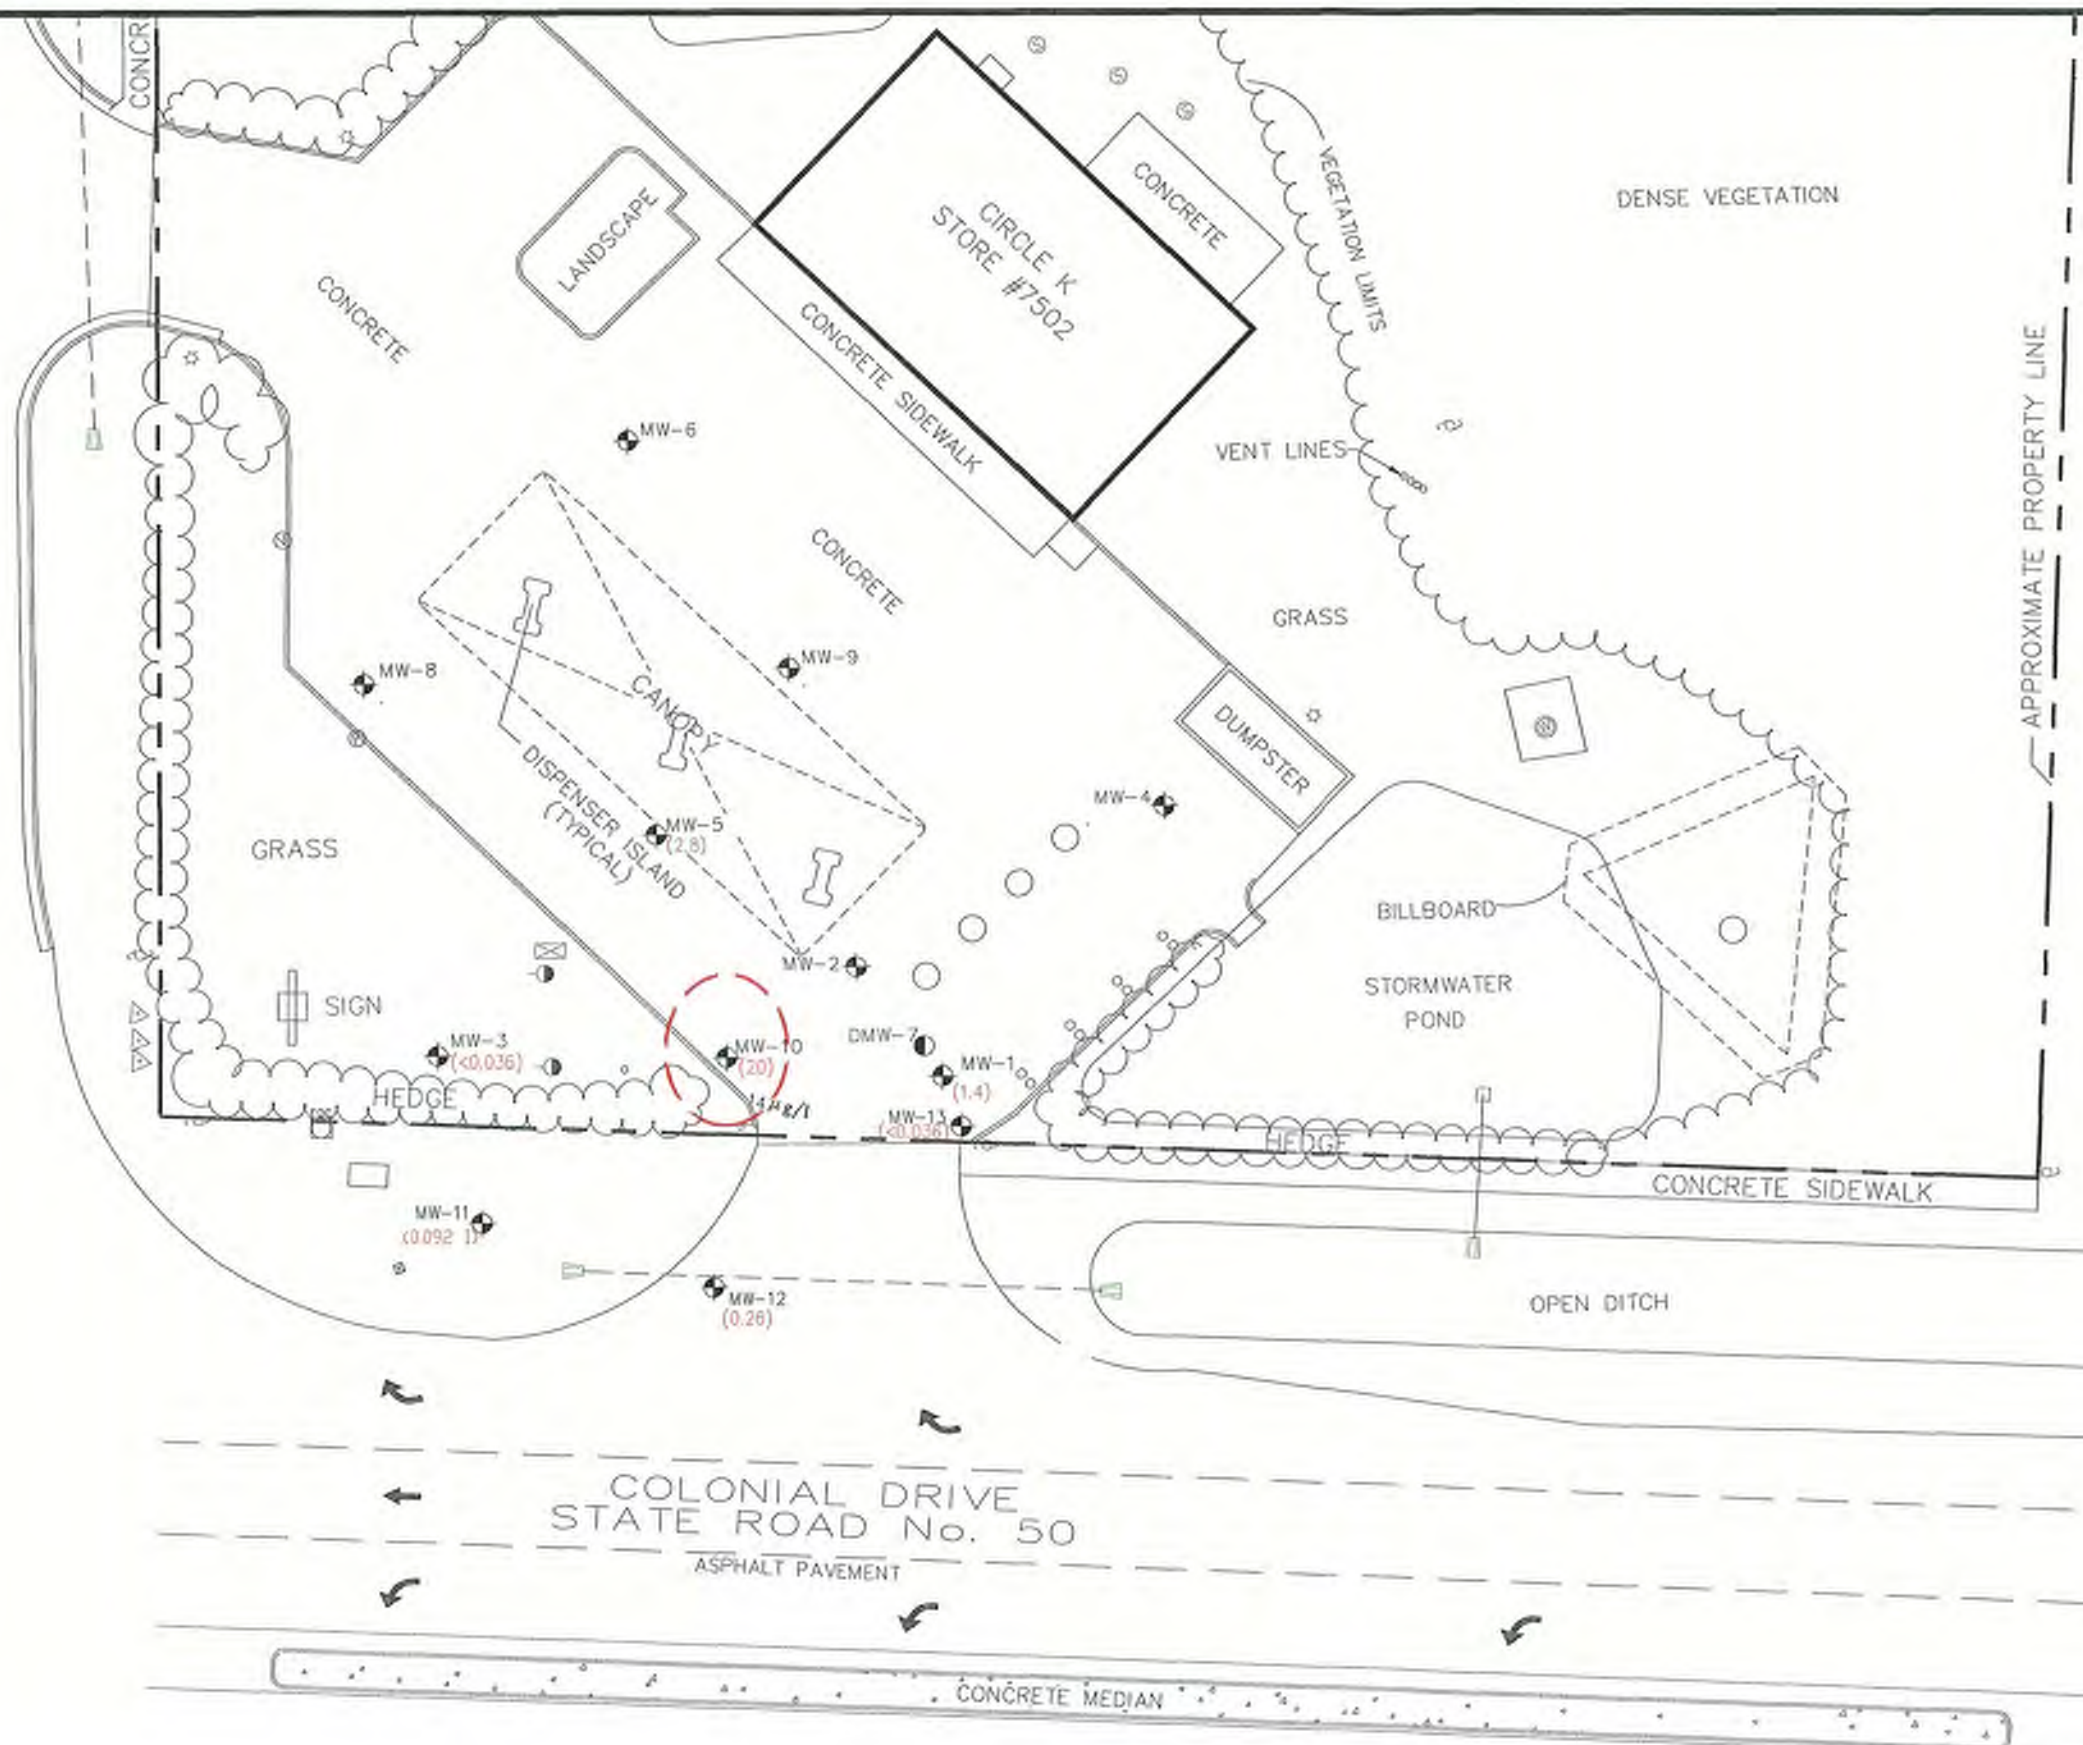 CONCR
CIRCLE K
STORE #7502
CONCRETE
VEGETATION LIMITS
DENSE VEGETATION
LANDSCAPE
CONCRETE
CONCRETE SIDEWALK
APPROXIMATE PROPERTY LINE
MW-6
VENT LINES
CONCRETE
GRASS
MW-9
MW-8
CANOPY
DUMPSTER
DISPENSER ISLAND
(TYPICAL)
MW-4
MW-5
(2.8)
GRASS
BILLBOARD
MW-2
STORMWATER
POND
SIGN
DMW-7
MW-3
(<0.036)
MW-10
(20)
MW-1
(1.4)
HEDGE
14µg/l
MW-13
(<0.036)
HEDGE
CONCRETE SIDEWALK
MW-11
(0.092 I)
MW-12
(0.26)
OPEN DITCH
COLONIAL DRIVE
STATE ROAD No. 50
ASPHALT PAVEMENT
CONCRETE MEDIAN